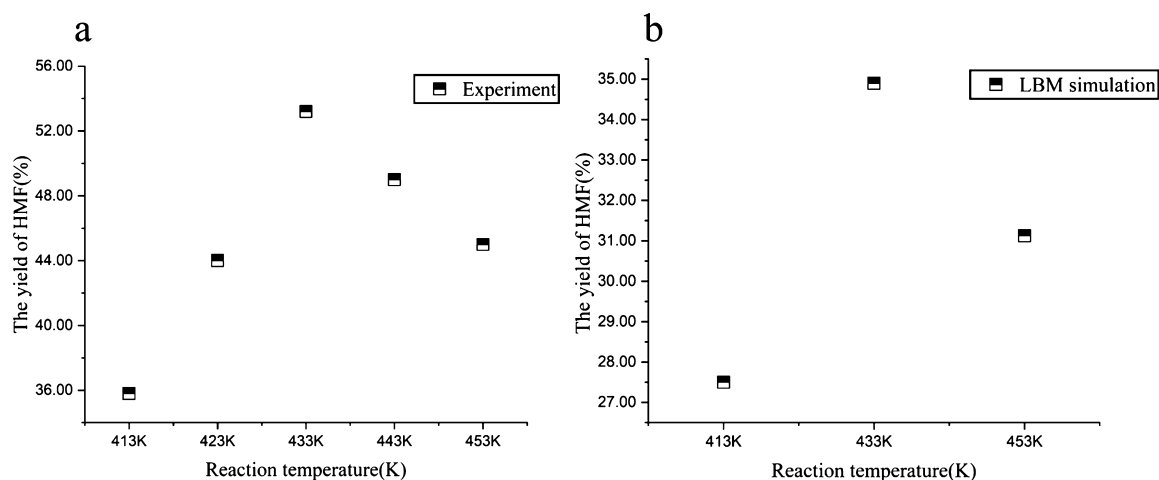 a
Experiment
The yield of HMF(%)
56.00
52.00
48.00
44.00
40.00
36.00
413K 423K 433K 443K 453K
Reaction temperature(K)
b
LBM simulation
The yield of HMF(%)
35.00
34.00
33.00
32.00
31.00
30.00
29.00
28.00
27.00
413K 433K 453K
Reaction temperature(K)